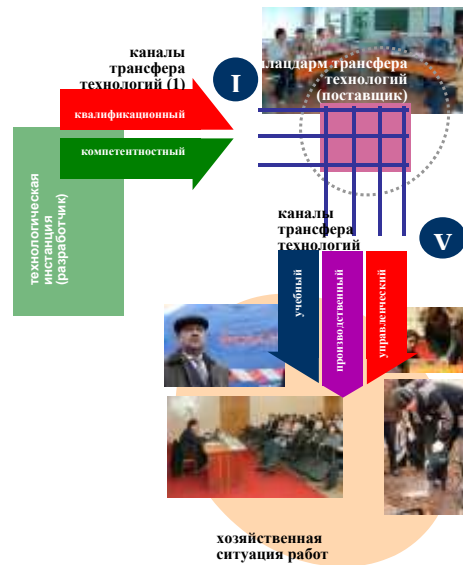 каналы
трансфера
технологий (1)
I
плацдарм трансфера
технологий
(поставщик)
квалификационный
компетентностный
технологическая
инстанция
(разработчик)
каналы
трансфера
технологий
V
учебный
производственный
управленческий
хозяйственная
ситуация работ